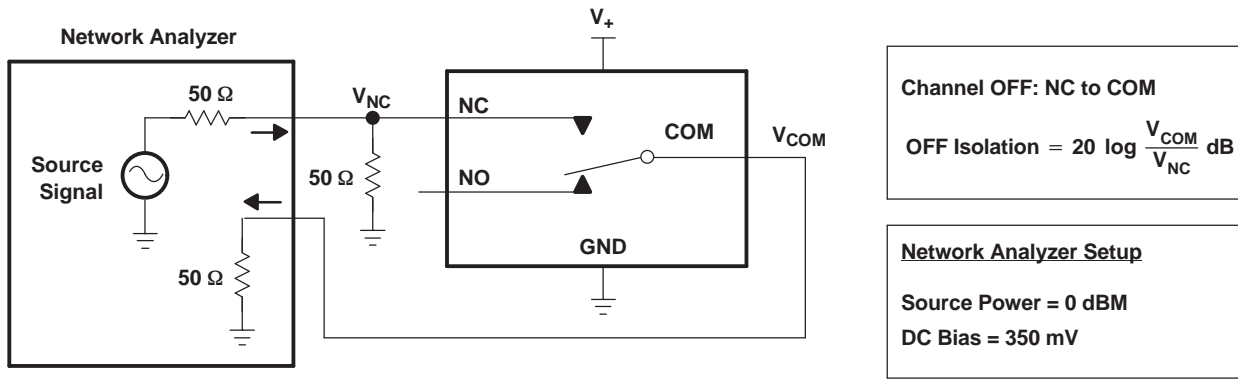 V+
Network Analyzer
50 Ω
VNC
NC
COM
VCOM
Source
Signal
50 Ω
NO
50 Ω
GND
Channel OFF: NC to COM
OFF Isolation = 20 log VCOM/VNC dB
Network Analyzer Setup
Source Power = 0 dBM
DC Bias = 350 mV